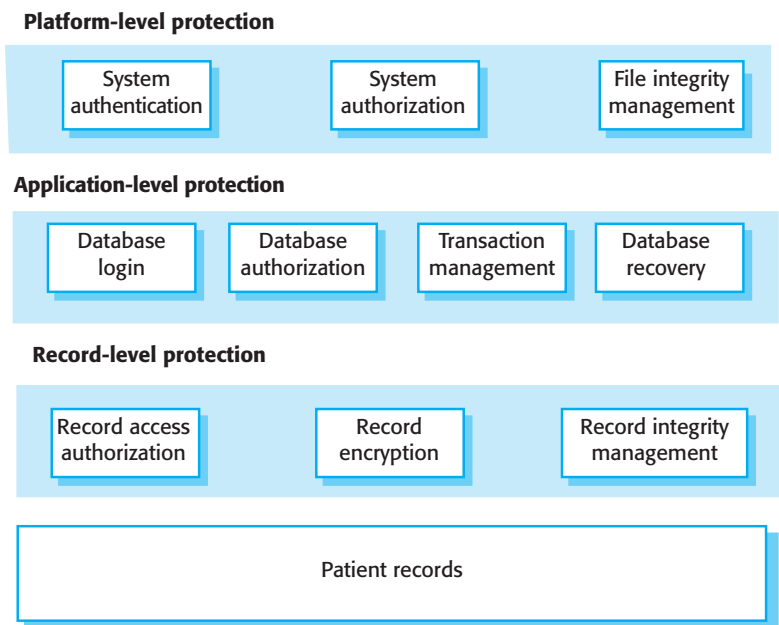 Platform-level protection
System
authentication
System
authorization
File integrity
management
Application-level protection
Database
login
Database
authorization
Transaction
management
Database
recovery
Record-level protection
Record access
authorization
Record
encryption
Record integrity
management
Patient records